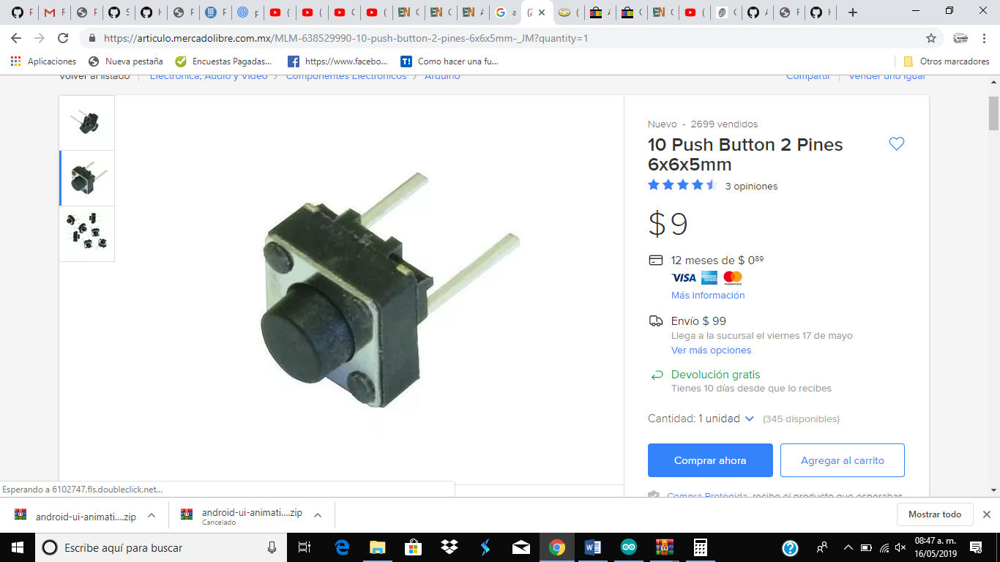 F
F
S
H
F
F
F
p
(
(
C
(
C
C
A
a
(2
(
A
C
C
(
C
A
F
H
https://articulo.mercadolibre.com.mx/MLM-638529990-10-push-button-2-pines-6x6x5mm-_JM?quantity=1
Aplicaciones
Nueva pestaña
Encuestas Pagadas...
https://www.facebo...
T!
Como hacer una fu...
Otros marcadores
Volver al listado
Electrónica, Audio y Video
Componentes Electrónicos
Arduino
Compartir
Vender uno igual
Nuevo - 2699 vendidos
10 Push Button 2 Pines
6x6x5mm
3 opiniones
$ 9
12 meses de $ 0⁸⁹
VISA
mastercard
Más información
Envío $ 99
Llega a la sucursal el viernes 17 de mayo
Ver más opciones
Devolución gratis
Tienes 10 días desde que lo recibes
Cantidad: 1 unidad (345 disponibles)
Comprar ahora
Agregar al carrito
Compra Protegida, recibe el producto que esperabas
Esperando a 6102747.fls.doubleclick.net...
android-ui-animati....zip
android-ui-animati....zip
Cancelado
Mostrar todo
Escribe aquí para buscar
08:47 a. m.
16/05/2019